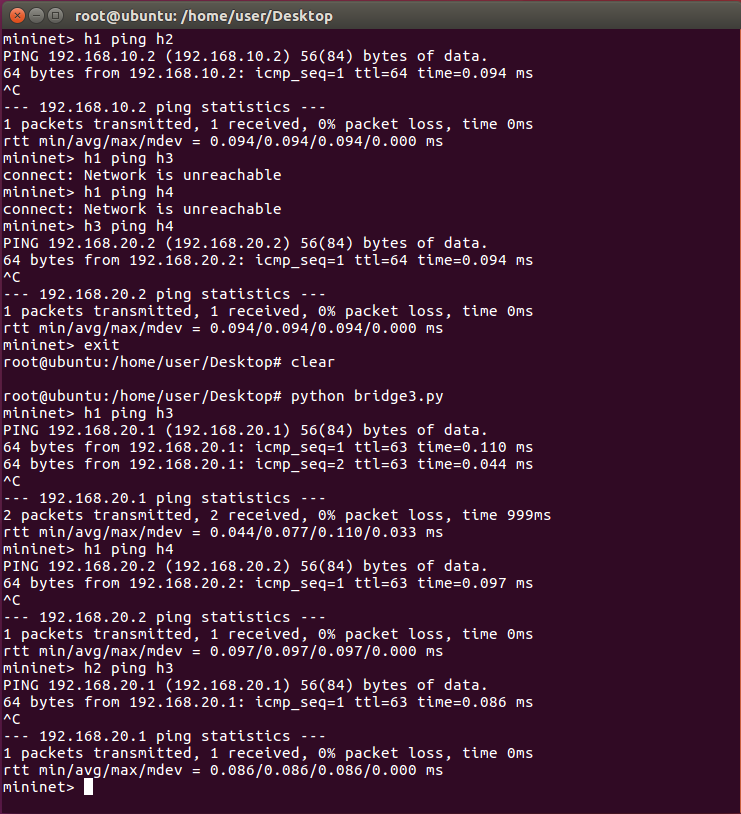 root@ubuntu: /home/user/Desktop
mininet> h1 ping h2
PING 192.168.10.2 (192.168.10.2) 56(84) bytes of data.
64 bytes from 192.168.10.2: icmp_seq=1 ttl=64 time=0.094 ms
^C
--- 192.168.10.2 ping statistics ---
1 packets transmitted, 1 received, 0% packet loss, time 0ms
rtt min/avg/max/mdev = 0.094/0.094/0.094/0.000 ms
mininet> h1 ping h3
connect: Network is unreachable
mininet> h1 ping h4
connect: Network is unreachable
mininet> h3 ping h4
PING 192.168.20.2 (192.168.20.2) 56(84) bytes of data.
64 bytes from 192.168.20.2: icmp_seq=1 ttl=64 time=0.094 ms
^C
--- 192.168.20.2 ping statistics ---
1 packets transmitted, 1 received, 0% packet loss, time 0ms
rtt min/avg/max/mdev = 0.094/0.094/0.094/0.000 ms
mininet> exit
root@ubuntu:/home/user/Desktop# clear
root@ubuntu:/home/user/Desktop# python bridge3.py
mininet> h1 ping h3
PING 192.168.20.1 (192.168.20.1) 56(84) bytes of data.
64 bytes from 192.168.20.1: icmp_seq=1 ttl=63 time=0.110 ms
64 bytes from 192.168.20.1: icmp_seq=2 ttl=63 time=0.044 ms
^C
--- 192.168.20.1 ping statistics ---
2 packets transmitted, 2 received, 0% packet loss, time 999ms
rtt min/avg/max/mdev = 0.044/0.077/0.110/0.033 ms
mininet> h1 ping h4
PING 192.168.20.2 (192.168.20.2) 56(84) bytes of data.
64 bytes from 192.168.20.2: icmp_seq=1 ttl=63 time=0.097 ms
^C
--- 192.168.20.2 ping statistics ---
1 packets transmitted, 1 received, 0% packet loss, time 0ms
rtt min/avg/max/mdev = 0.097/0.097/0.097/0.000 ms
mininet> h2 ping h3
PING 192.168.20.1 (192.168.20.1) 56(84) bytes of data.
64 bytes from 192.168.20.1: icmp_seq=1 ttl=63 time=0.086 ms
^C
--- 192.168.20.1 ping statistics ---
1 packets transmitted, 1 received, 0% packet loss, time 0ms
rtt min/avg/max/mdev = 0.086/0.086/0.086/0.000 ms
mininet>